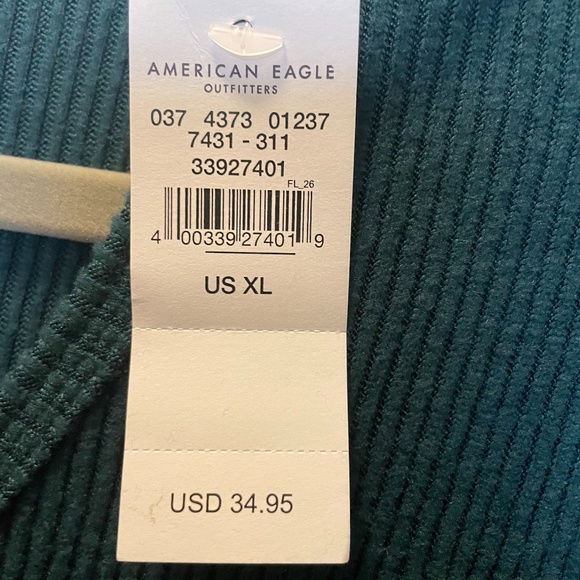 AMERICAN EAGLE
OUTFITTERS
037 4373 01237
7431 - 311
33927401
FL_26
4 00339 27401 9
US XL
USD 34.95